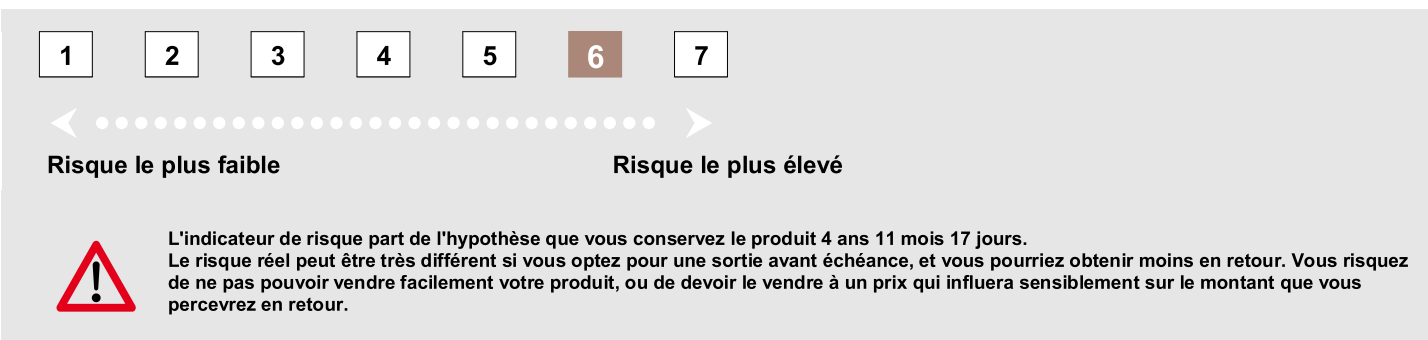 1 2 3 4 5 6 7
Risque le plus faible Risque le plus élevé
L'indicateur de risque part de l'hypothèse que vous conservez le produit 4 ans 11 mois 17 jours.
Le risque réel peut être très différent si vous optez pour une sortie avant échéance, et vous pourriez obtenir moins en retour. Vous risquez
de ne pas pouvoir vendre facilement votre produit, ou de devoir le vendre à un prix qui influera sensiblement sur le montant que vous
percevrez en retour.